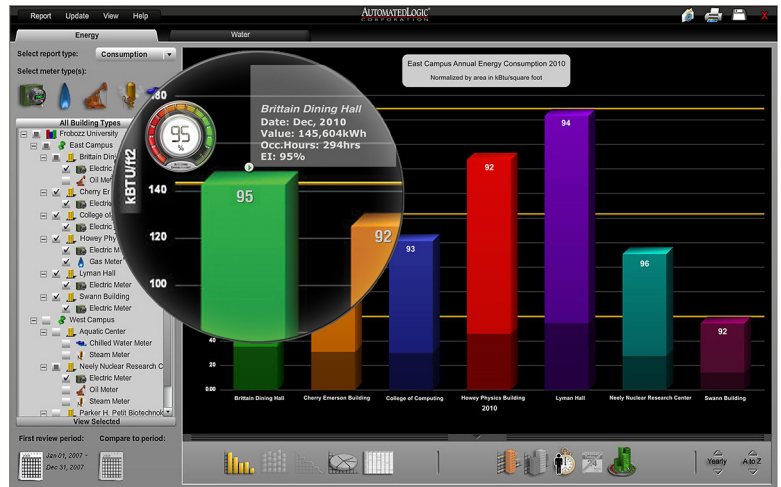 Report Update View Help
AUTOMATEDLOGIC®
CORPORATION
X
Energy
Water
Select report type:
Consumption
Select meter type(s):
All Building Types
Frobozz University
East Campus
Brittain Din
Electric
Oil Met
Cherry Er
Electric
College of
Electric
Howey Phy
Electric M
Gas Meter
Lyman Hall
Electric Meter
Swann Building
Electric Meter
West Campus
Aquatic Center
Chilled Water Meter
Steam Meter
Neely Nuclear Research C
Electric Meter
Oil Meter
Steam Meter
Parker H. Petit Biotechnol
View Selected
First review period:
Compare to period:
Jan 01, 2007 ~
Dec 31, 2007
East Campus Annual Energy Consumption 2010
Normalized by area in kBtu/square foot
Brittain Dining Hall
Date: Dec, 2010
Value: 145,604kWh
Occ.Hours: 294hrs
EI: 95%
95
%
kBTU/ft2
80
140
120
100
40
20
0.00
95
92
93
92
94
96
92
Brittain Dining Hall
Cherry Emerson Building
College of Computing
Howey Physics Building
Lyman Hall
Neely Nuclear Research Center
Swann Building
2010
24
Yearly
A to Z